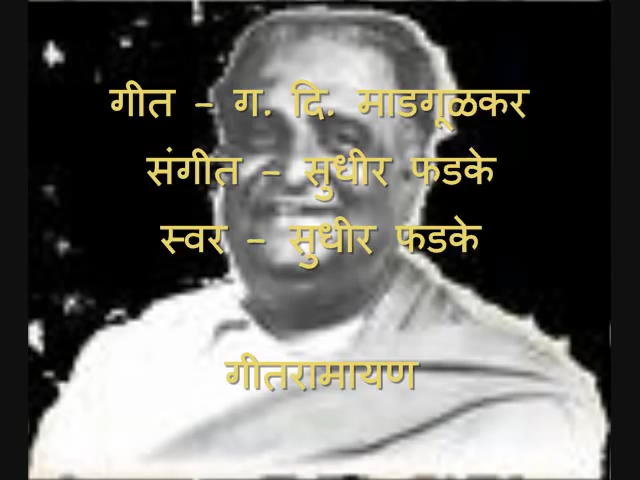 गीत - ग. दि. माडगूळकर
संगीत - सुधीर फडके
स्वर - सुधीर फडके
गीतरामायण